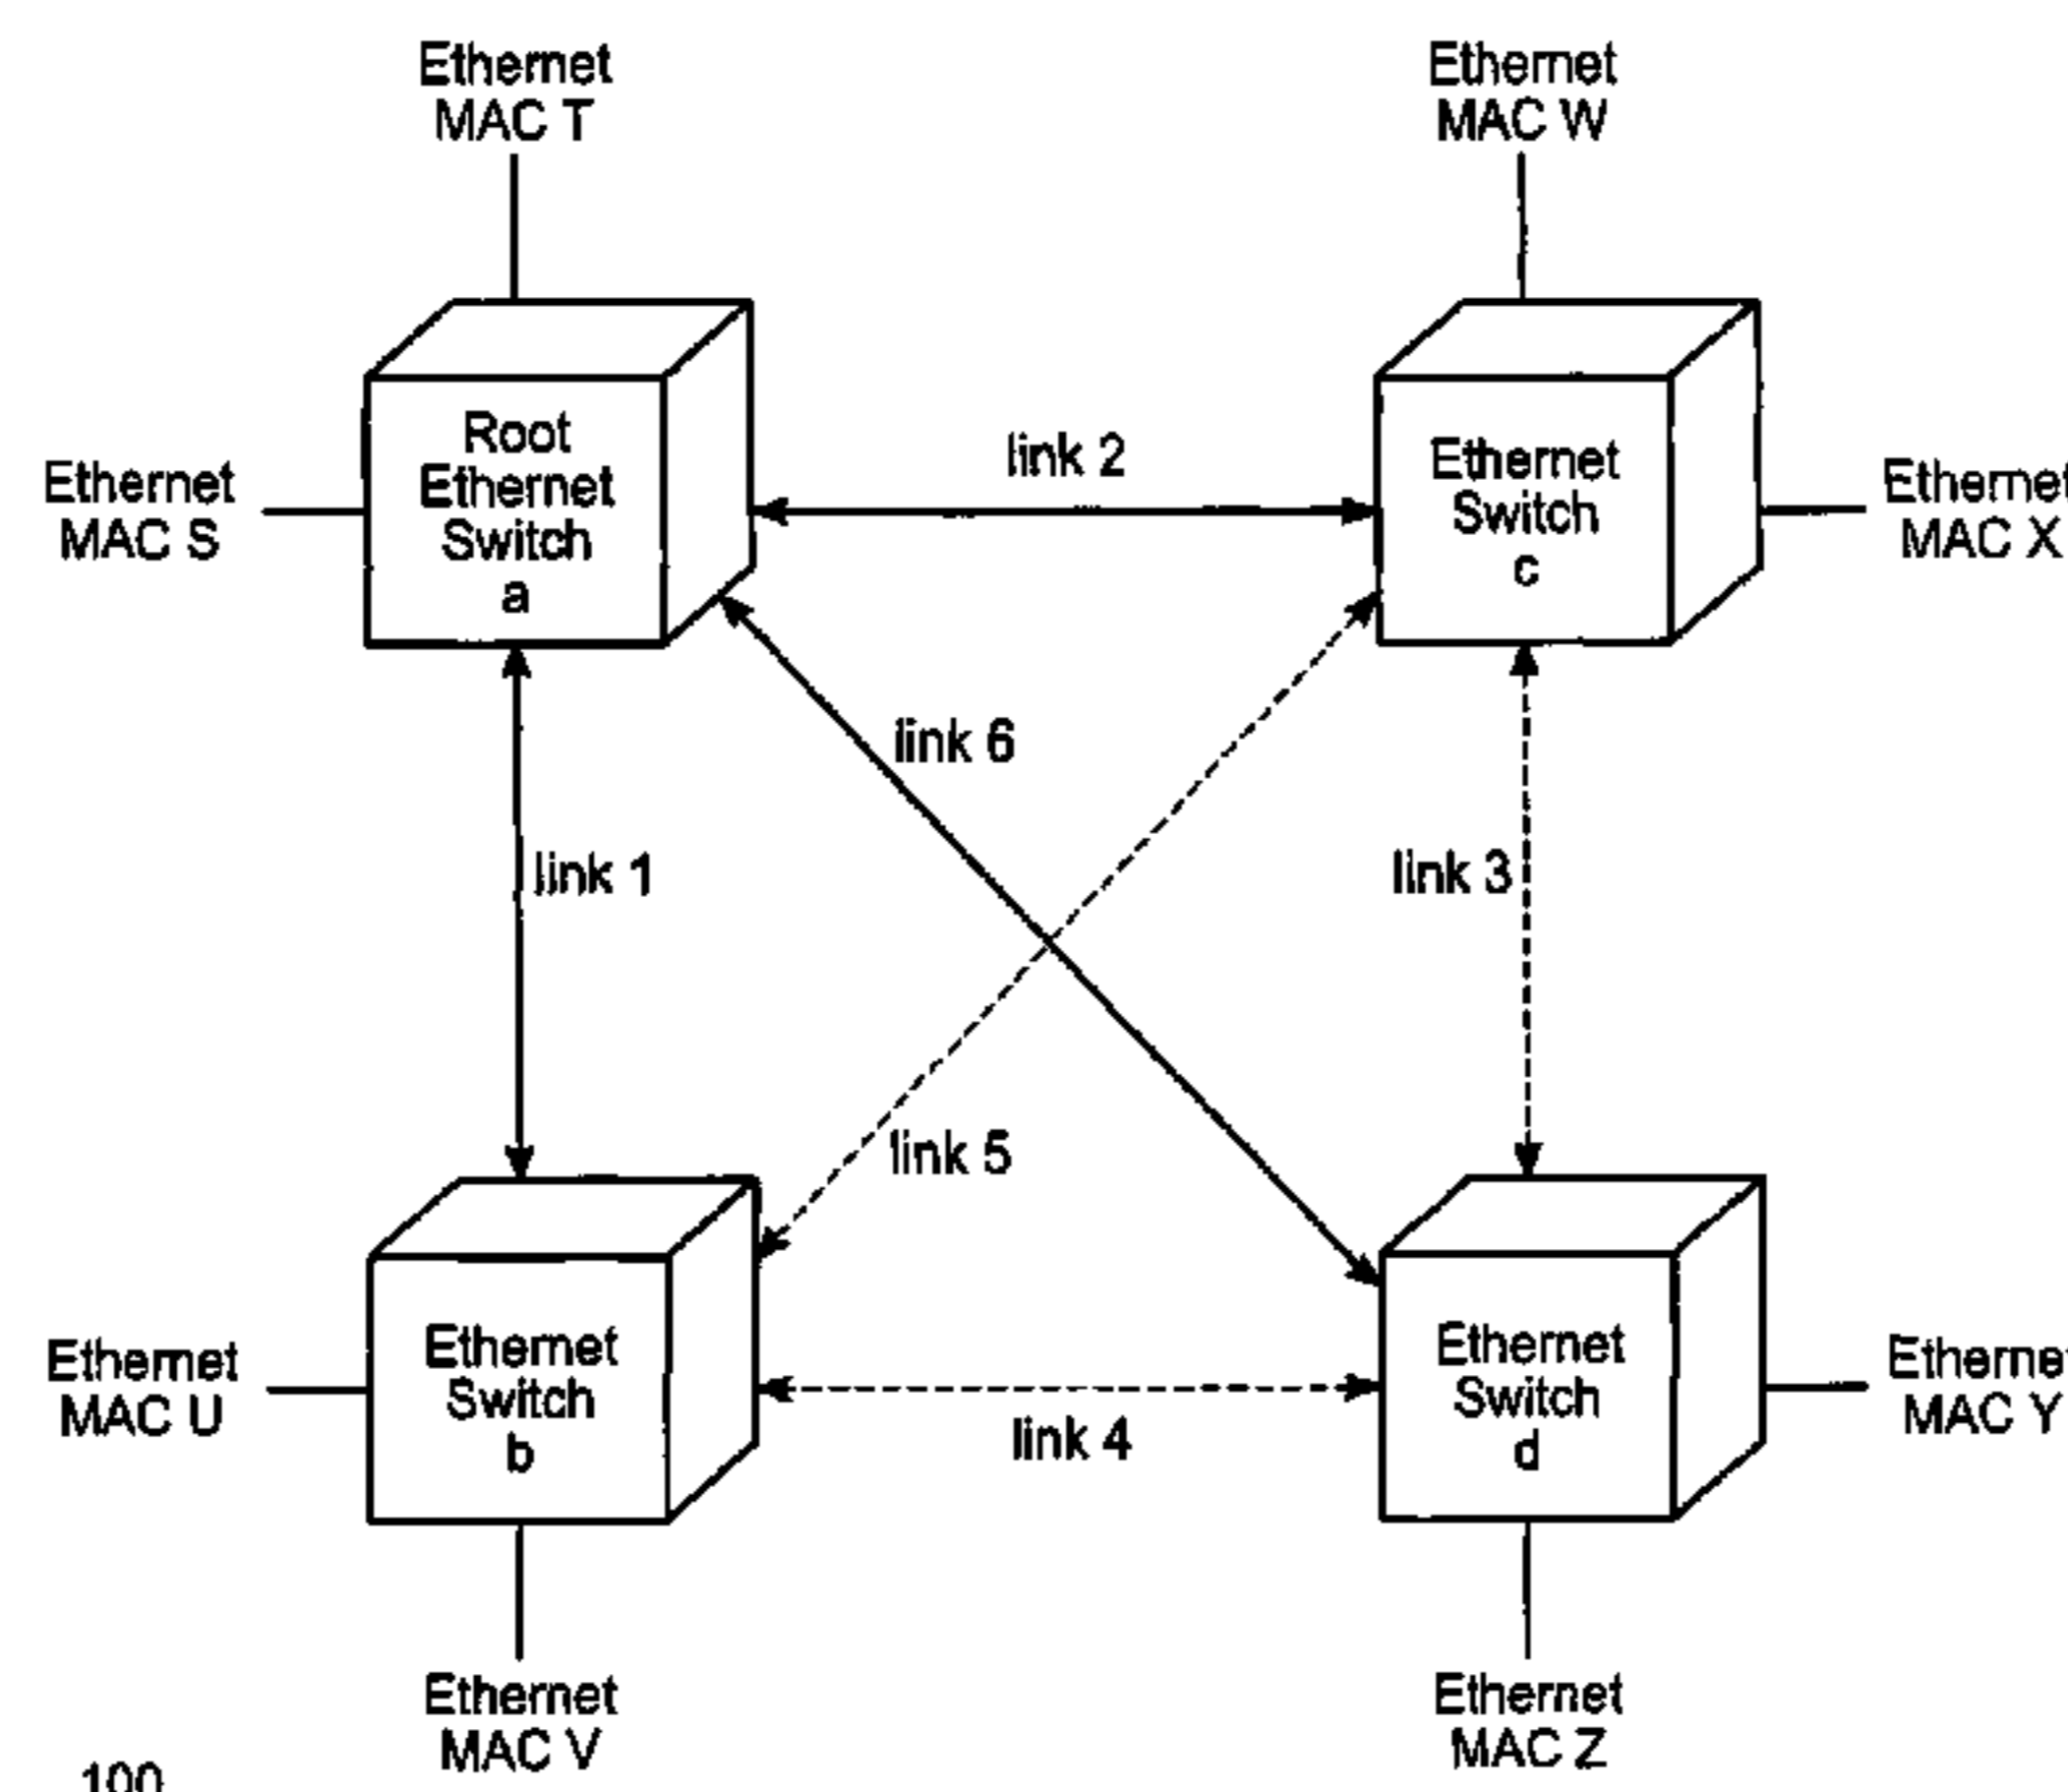 Ethernet
MAC T
Ethernet
MAC W
Root
Ethernet
Switch
a
Ethernet
MAC S
link 2
Ethernet
Switch
c
Ethernet
MAC X
link 6
link 1
link 3
link 5
Ethernet
MAC U
Ethernet
Switch
b
link 4
Ethernet
Switch
d
Ethernet
MAC Y
Ethernet
MAC V
Ethernet
MAC Z
100